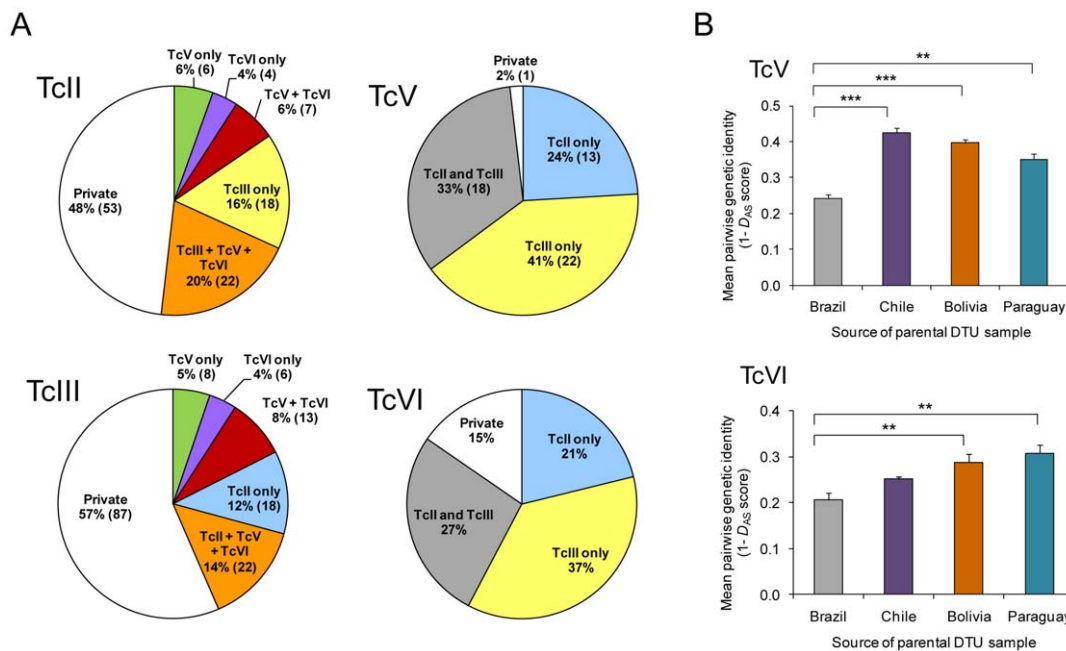 A
TcII
TcV only
6% (6)
TcVI only
4% (4)
TcV + TcVI
6% (7)
TcIII only
16% (18)
TcIII + TcV +
TcVI
20% (22)
Private
48% (53)
TcV
Private
2% (1)
TcII only
24% (13)
TcIII only
41% (22)
TcII and TcIII
33% (18)
TcIII
TcV only
5% (8)
TcVI only
4% (6)
TcV + TcVI
8% (13)
TcII only
12% (18)
TcII + TcV
+ TcVI
14% (22)
Private
57% (87)
TcVI
Private
15%
TcII only
21%
TcIII only
37%
TcII and TcIII
27%
B
TcV
**
***
***
Mean pairwise genetic identity
(1- DAS score)
0.5
0.4
0.3
0.2
0.1
0.0
Brazil Chile Bolivia Paraguay
Source of parental DTU sample
TcVI
**
**
Mean pairwise genetic identity
(1- DAS score)
0.4
0.3
0.2
0.1
0.0
Brazil Chile Bolivia Paraguay
Source of parental DTU sample